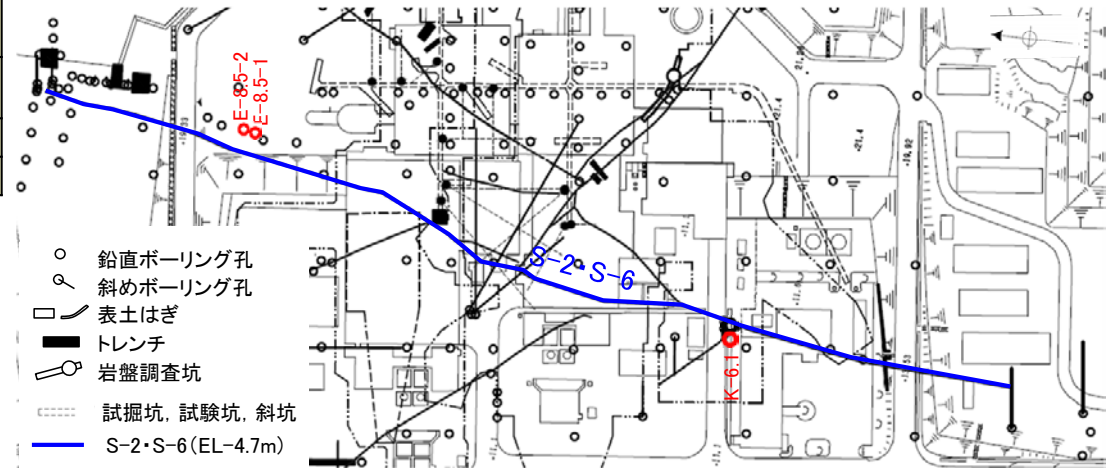 E-8.5-2
E-8.5-1
S-2・S-6
K-6.1
21.4
鉛直ボーリング孔
斜めボーリング孔
表土はぎ
トレンチ
岩盤調査坑
試掘坑, 試験坑, 斜坑
S-2・S-6(EL-4.7m)